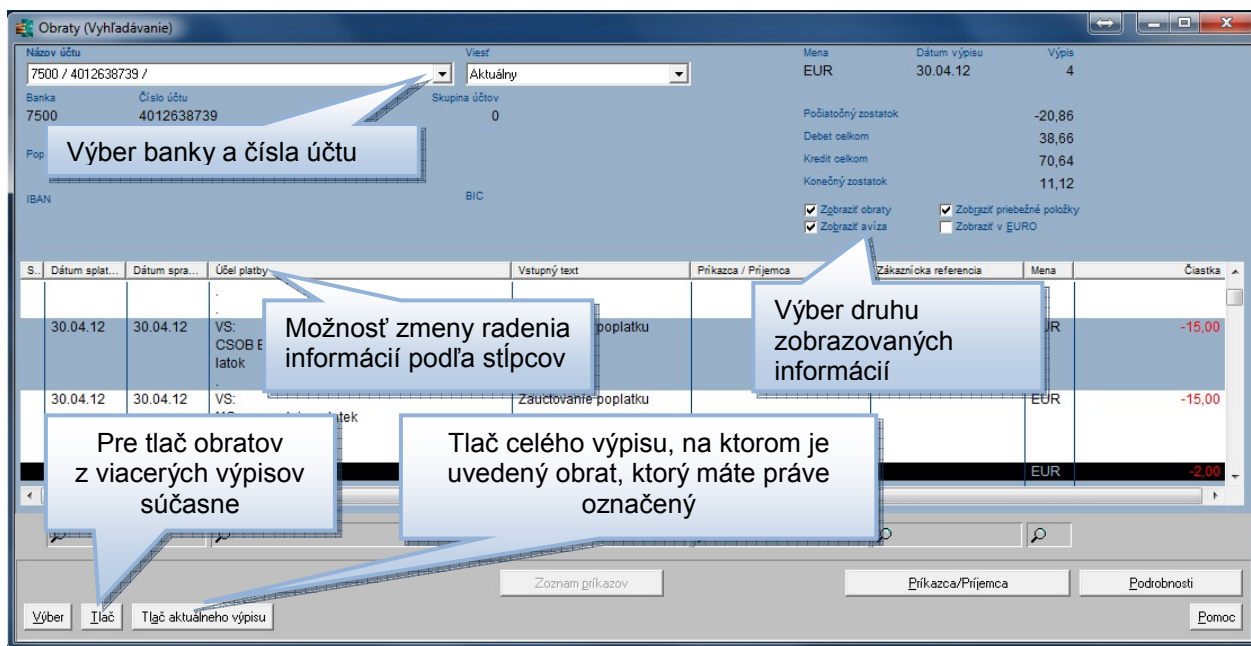 Obraty (Vyhľadávanie)
Názov účtu Viesť Mena Dátum výpisu Výpis
7500 / 4012638739 / Aktuálny EUR 30.04.12 4
Banka Číslo účtu Skupina účtov
7500 4012638739 0
Počiatočný zostatok -20,86
Debet celkom 38,66
Kredit celkom 70,64
Konečný zostatok 11,12
Výber banky a čísla účtu
Pop
IBAN BIC
Zobraziť obraty Zobraziť priebežné položky
Zobraziť avíza Zobraziť v EURO
S.. Dátum splat... Dátum spra... Účel platby Vstupný text Príkazca / Príjemca Zákaznícka referencia Mena Čiastka
30.04.12 30.04.12 VS: poplatku -15,00
CSOB
latok
Možnosť zmeny radenia
informácií podľa stĺpcov
Výber druhu
zobrazovaných
informácií
30.04.12 30.04.12 VS: Zaúčtovanie poplatku EUR -15,00
EUR -2,00
Pre tlač obratov
z viacerých výpisov
súčasne
Tlač celého výpisu, na ktorom je
uvedený obrat, ktorý máte práve
označený
Zoznam príkazov Príkazca/Príjemca Podrobnosti
Výber Tlač Tlač aktuálneho výpisu Pomoc